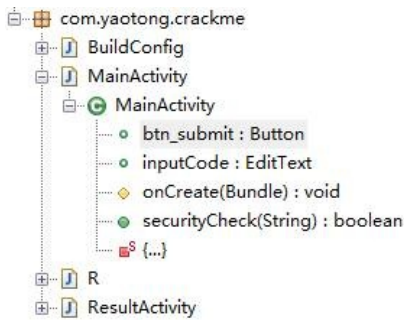 com.yaotong.crackme
BuildConfig
MainActivity
MainActivity
btn_submit : Button
inputCode : EditText
onCreate(Bundle) : void
securityCheck(String) : boolean
{...}
R
ResultActivity